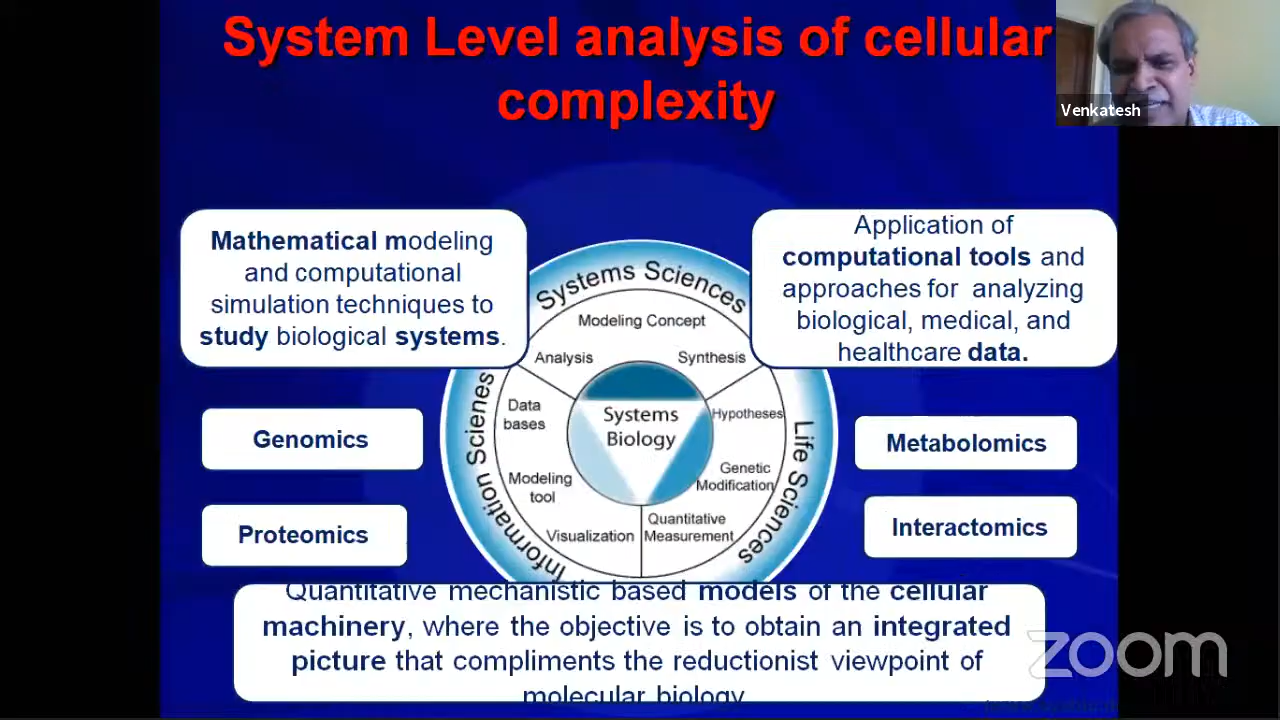 System Level analysis of cellular
complexity
Venkatesh
Mathematical modeling
and computational
simulation techniques to
study biological systems.
Application of
computational tools and
approaches for analyzing
biological, medical, and
healthcare data.
Systems Sciences
Modeling Concept
Analysis
Synthesis
Information Scienes
Data
bases
Modeling
tool
Visualization
Systems
Biology
Life Sciences
Hypotheses
Genetic
Modification
Quantitative
Measurement
Genomics
Proteomics
Metabolomics
Interactomics
Quantitative mechanistic based models of the cellular
machinery, where the objective is to obtain an integrated
picture that compliments the reductionist viewpoint of
molecular biology
zoom